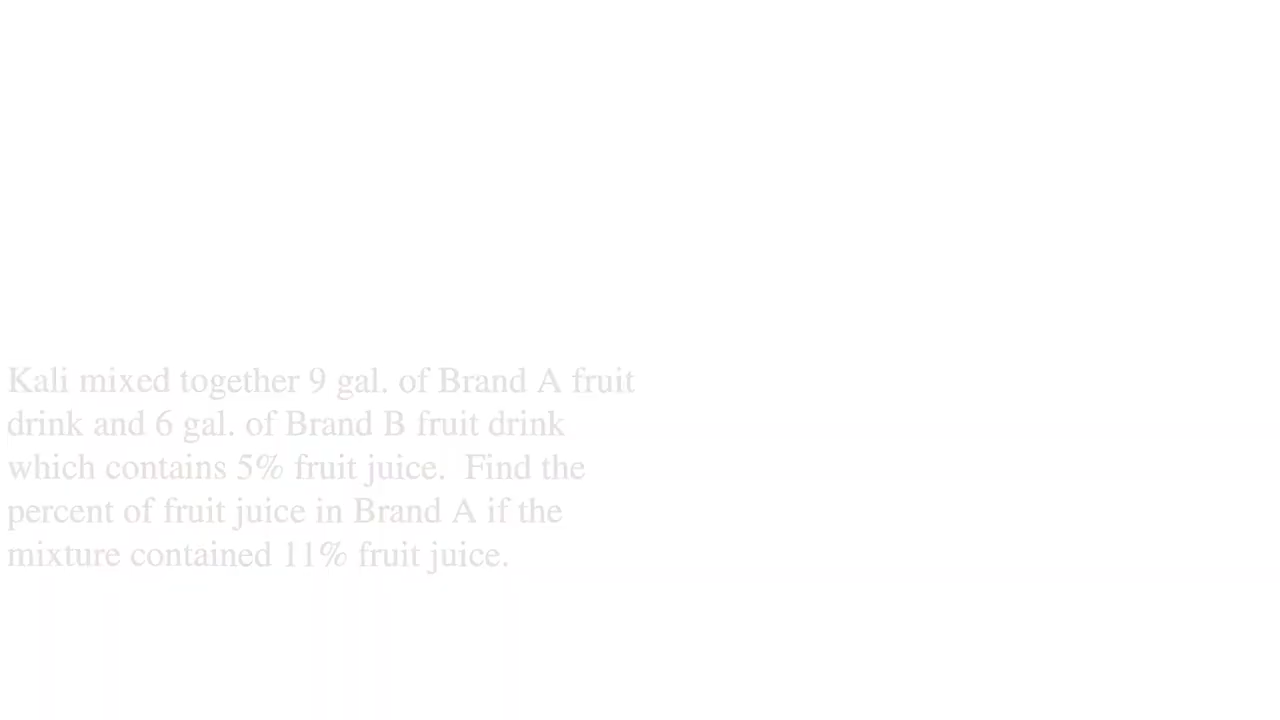 Kali mixed together 9 gal. of Brand A fruit
drink and 6 gal. of Brand B fruit drink
which contains 5% fruit juice.  Find the
percent of fruit juice in Brand A if the
mixture contained 11% fruit juice.